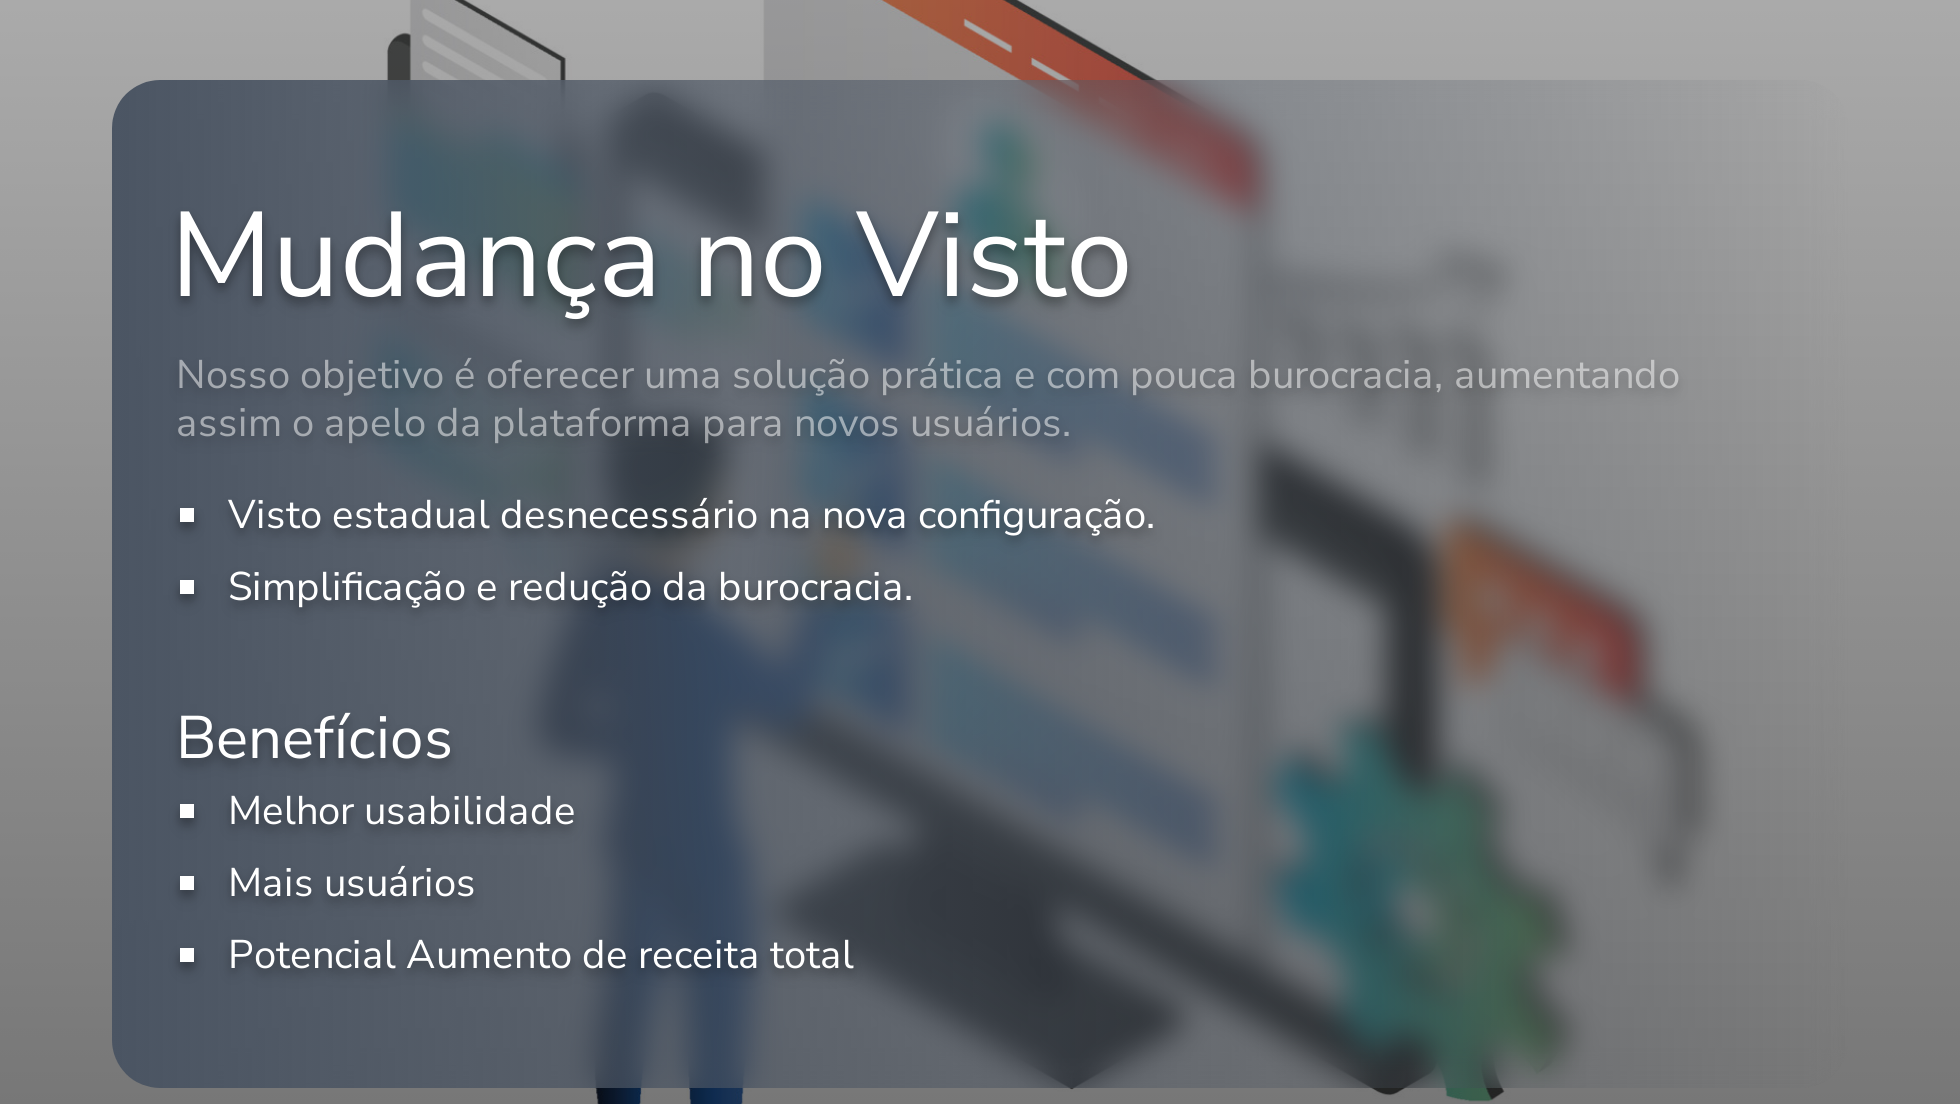 Mudança no Visto
Nosso objetivo é oferecer uma solução prática e com pouca burocracia, aumentando
assim o apelo da plataforma para novos usuários.
Visto estadual desnecessário na nova configuração.
Simplificação e redução da burocracia.
Benefícios
Melhor usabilidade
Mais usuários
Potencial Aumento de receita total